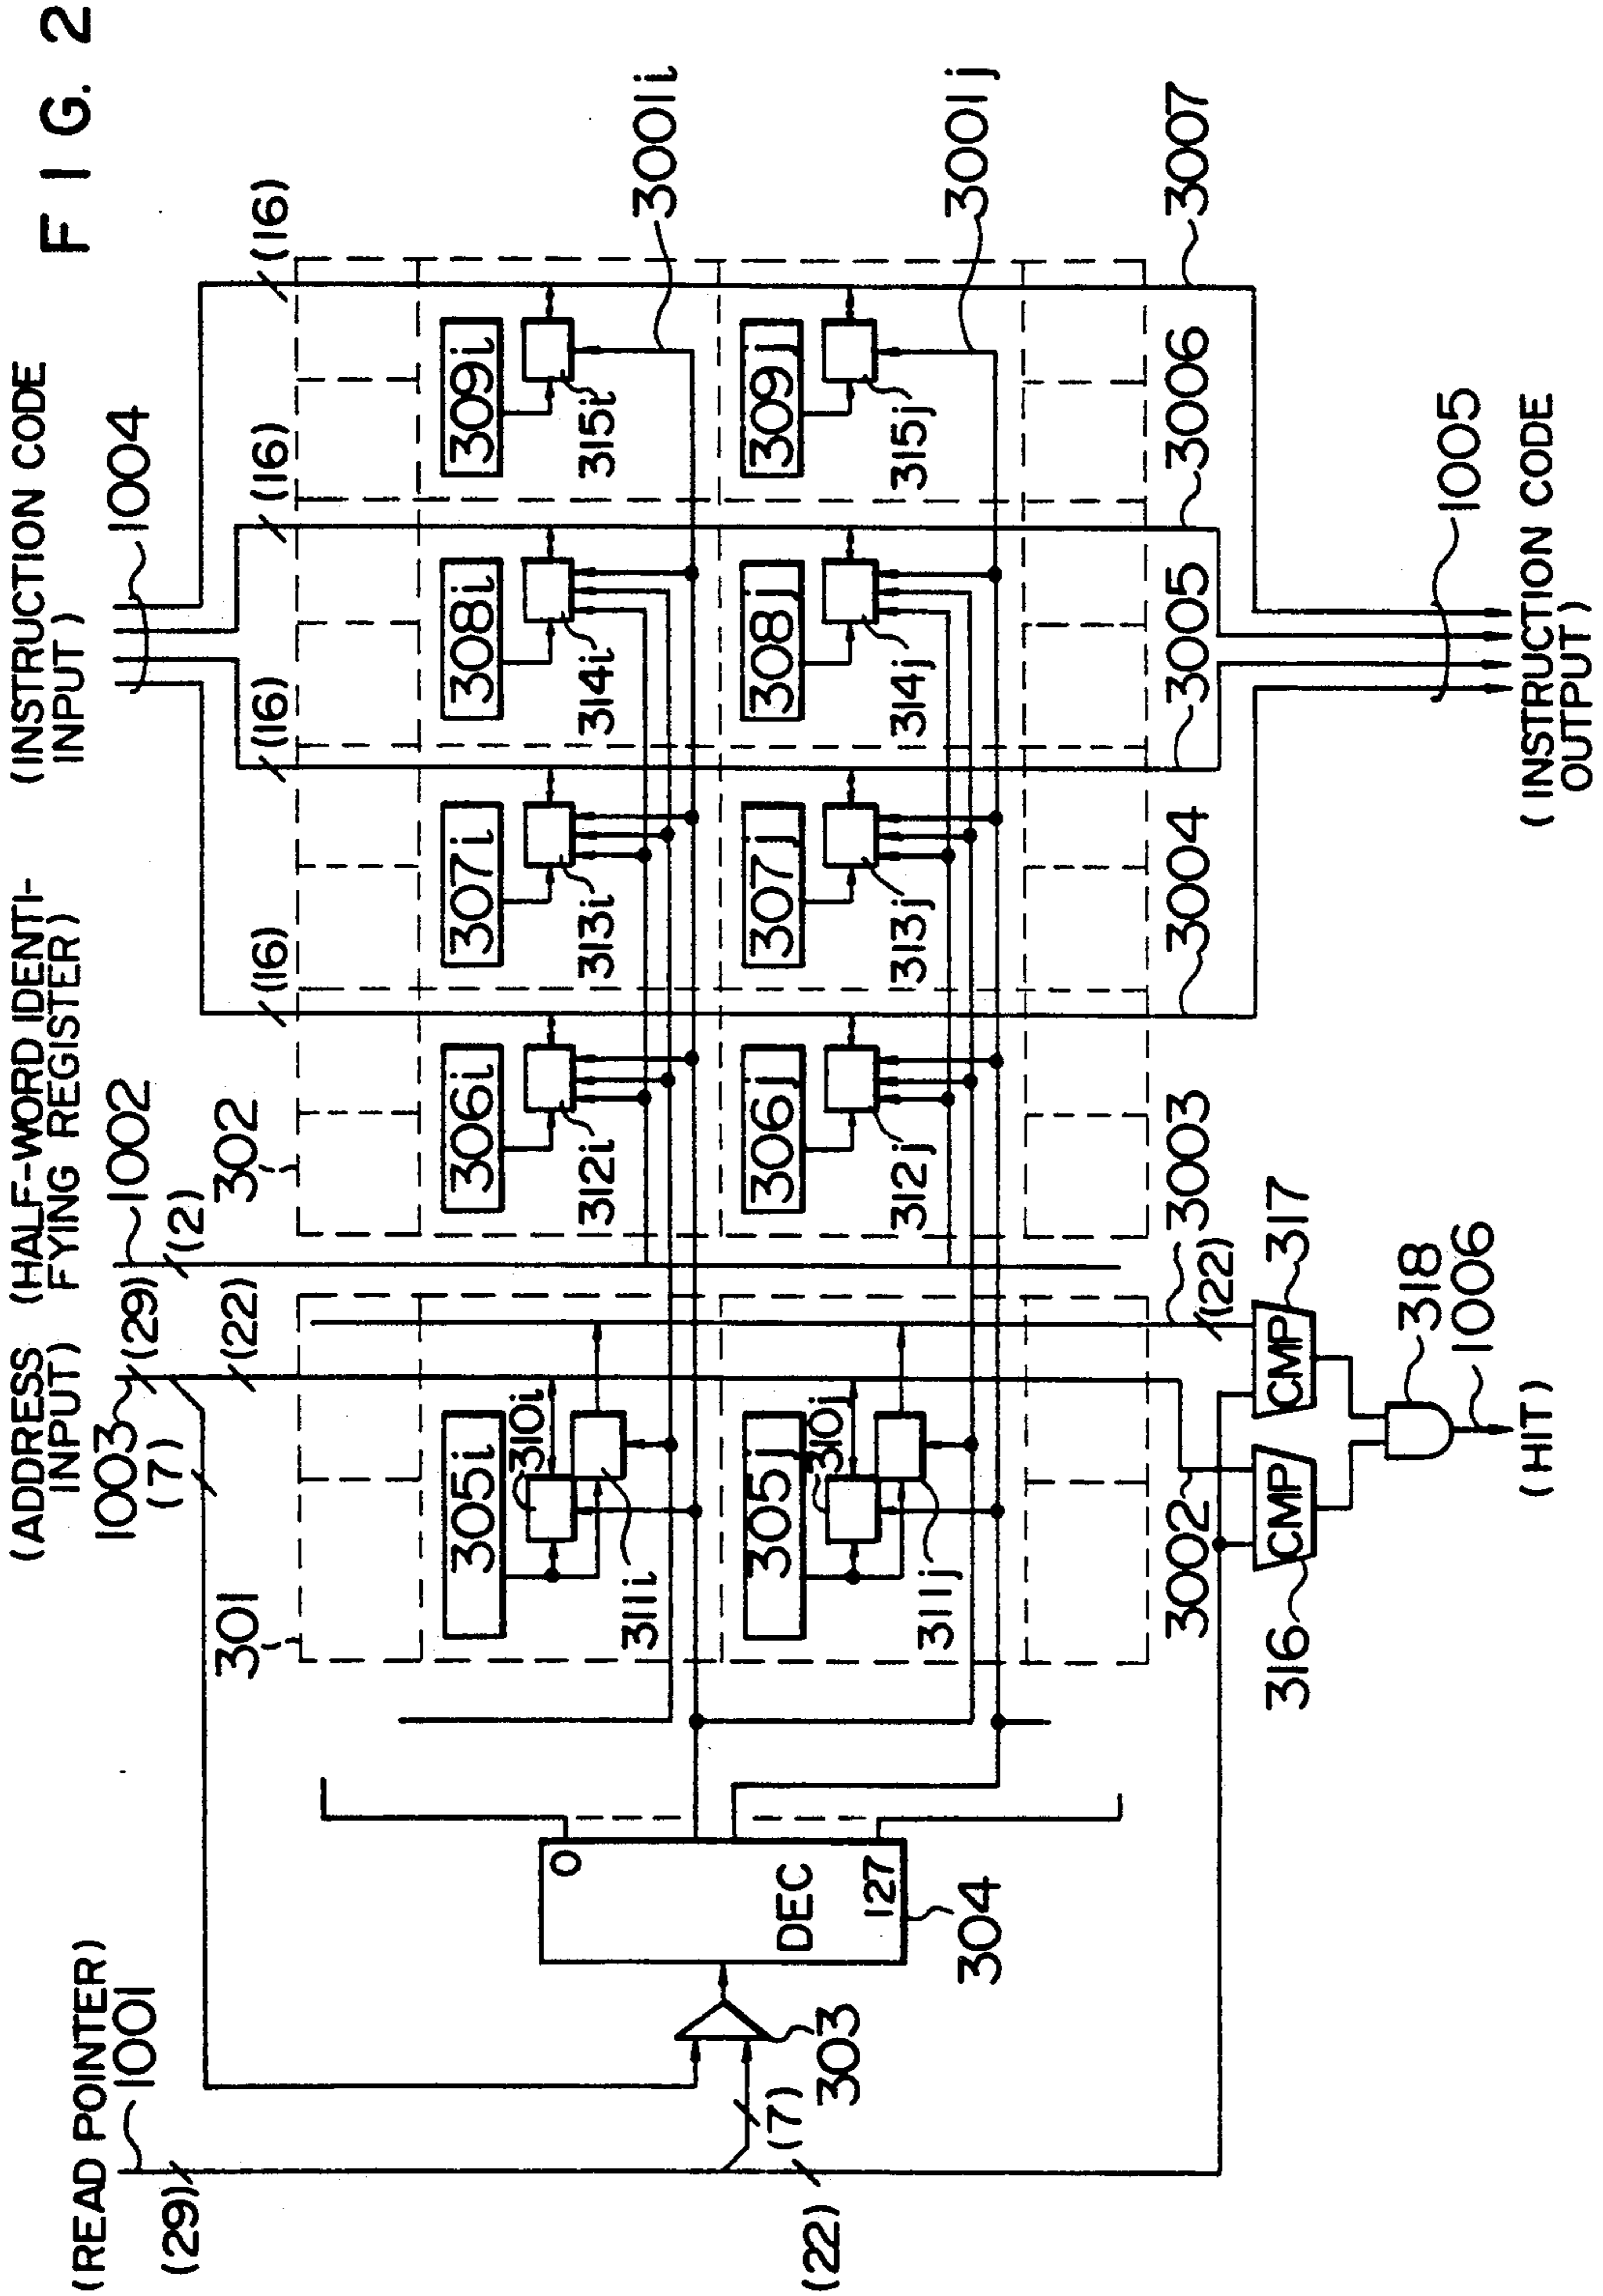 FIG. 2
(READ POINTER)
1001
(29)
(ADDRESS
INPUT)
1003
(29)
(7)
(22)
(HALF-WORD IDENTI-
FYING REGISTER)
1002
(2)
(INSTRUCTION CODE
INPUT)
1004
(16)
(16)
(16)
(16)
301
302
305i
310i
311i
306i
312i
307i
313i
308i
314i
309i
315i
3001i
305j
310j
311j
306j
312j
307j
313j
308j
314j
309j
315j
3001j
0
DEC
127
304
303
(7)
(22)
3002
3003
(22)
3004
3005
3006
3007
316
CMP
CMP
317
318
1006
(HIT)
1005
(INSTRUCTION CODE
OUTPUT)